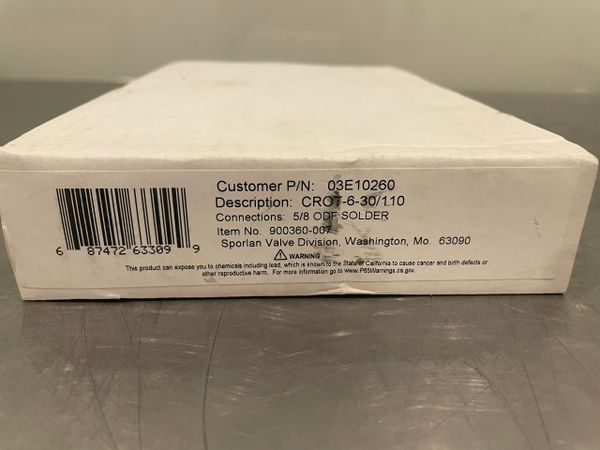 Customer P/N: 03E10260
Description: CROT-6-30/110
Connections: 5/8 ODF SOLDER
Item No. 900360-007
Sporlan Valve Division, Washington, Mo. 63090
WARNING
This product can expose you to chemicals including lead, which is known to the State of California to cause cancer and birth defects or
other reproductive harm. For more information go to www.P65Warnings.ca.gov.
6 87472 63309 9